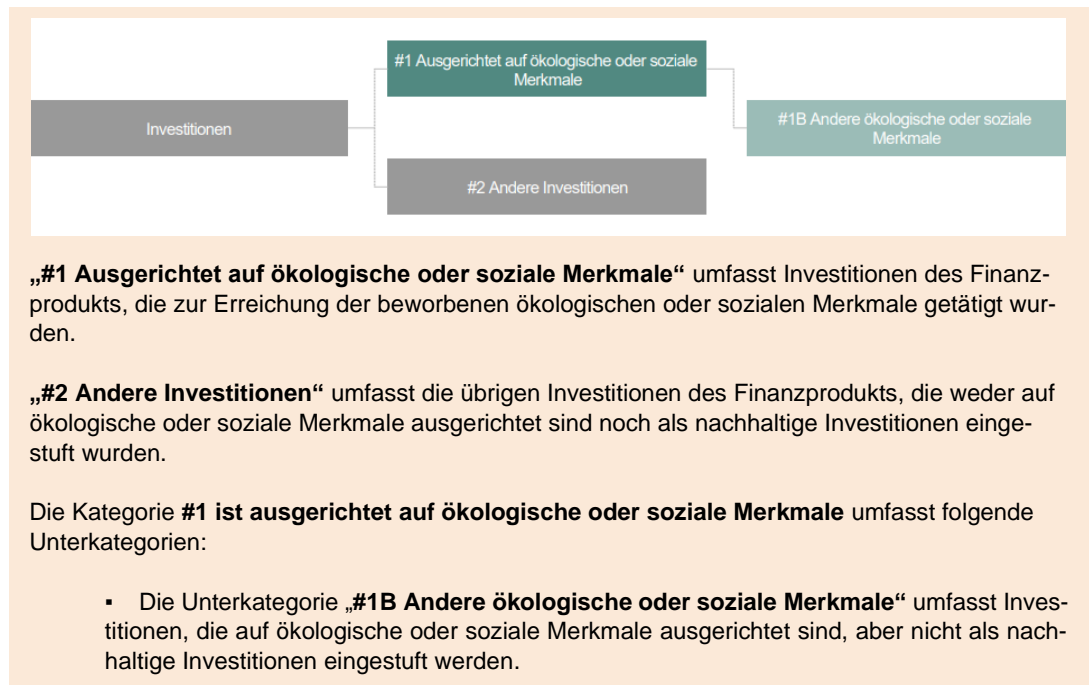 #1 Ausgerichtet auf ökologische oder soziale
Merkmale
Investitionen
#1B Andere ökologische oder soziale
Merkmale
#2 Andere Investitionen
„#1 Ausgerichtet auf ökologische oder soziale Merkmale“ umfasst Investitionen des Finanz-
produkts, die zur Erreichung der beworbenen ökologischen oder sozialen Merkmale getätigt wur-
den.
„#2 Andere Investitionen“ umfasst die übrigen Investitionen des Finanzprodukts, die weder auf
ökologische oder soziale Merkmale ausgerichtet sind noch als nachhaltige Investitionen einge-
stuft wurden.
Die Kategorie #1 ist ausgerichtet auf ökologische oder soziale Merkmale umfasst folgende
Unterkategorien:
▪ Die Unterkategorie „#1B Andere ökologische oder soziale Merkmale“ umfasst Inves-
titionen, die auf ökologische oder soziale Merkmale ausgerichtet sind, aber nicht als nach-
haltige Investitionen eingestuft werden.